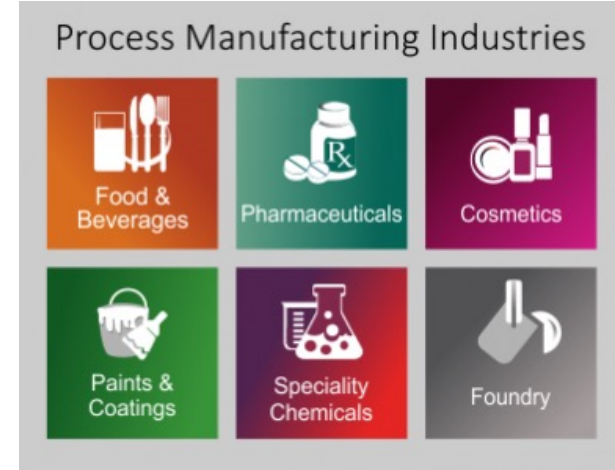 Process Manufacturing Industries
Food &
Beverages
Rx
Pharmaceuticals
Cosmetics
Paints &
Coatings
Speciality
Chemicals
Foundry